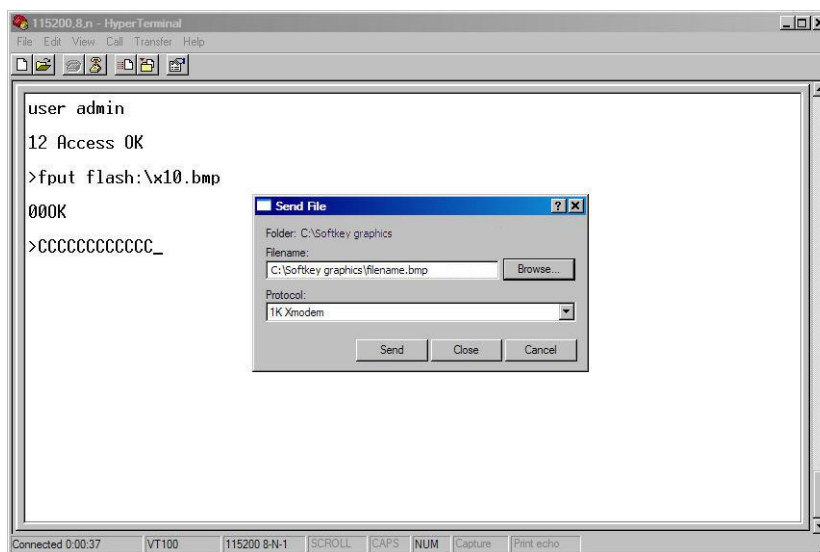 115200,8,n - HyperTerminal
File Edit View Call Transfer Help
user admin
12 Access OK
>fput flash:\x10.bmp
00OK
>CCCCCCCCCCCC_
Send File
Folder: C:\Softkey graphics
Filename:
C:\Softkey graphics\filename.bmp
Browse...
Protocol:
1K Xmodem
Send Close Cancel
Connected 0:00:37 VT100 115200 8-N-1 SCROLL CAPS NUM Capture Print echo